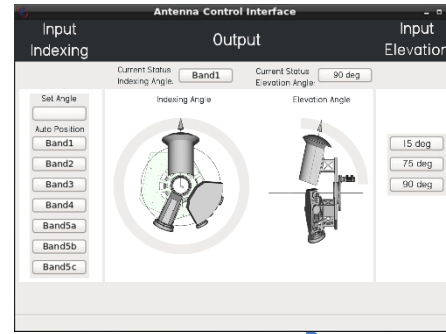 Antenna Control Interface
Input
Indexing
Output
Input
Elevation
Current Status
Indexing Angle:
Band1
Current Status
Elevation Angle:
90 deg
Set Angle
Auto Position
Band1
Band2
Band3
Band4
Band5a
Band5b
Band5c
Indexing Angle
Elevation Angle
15 deg
75 deg
90 deg